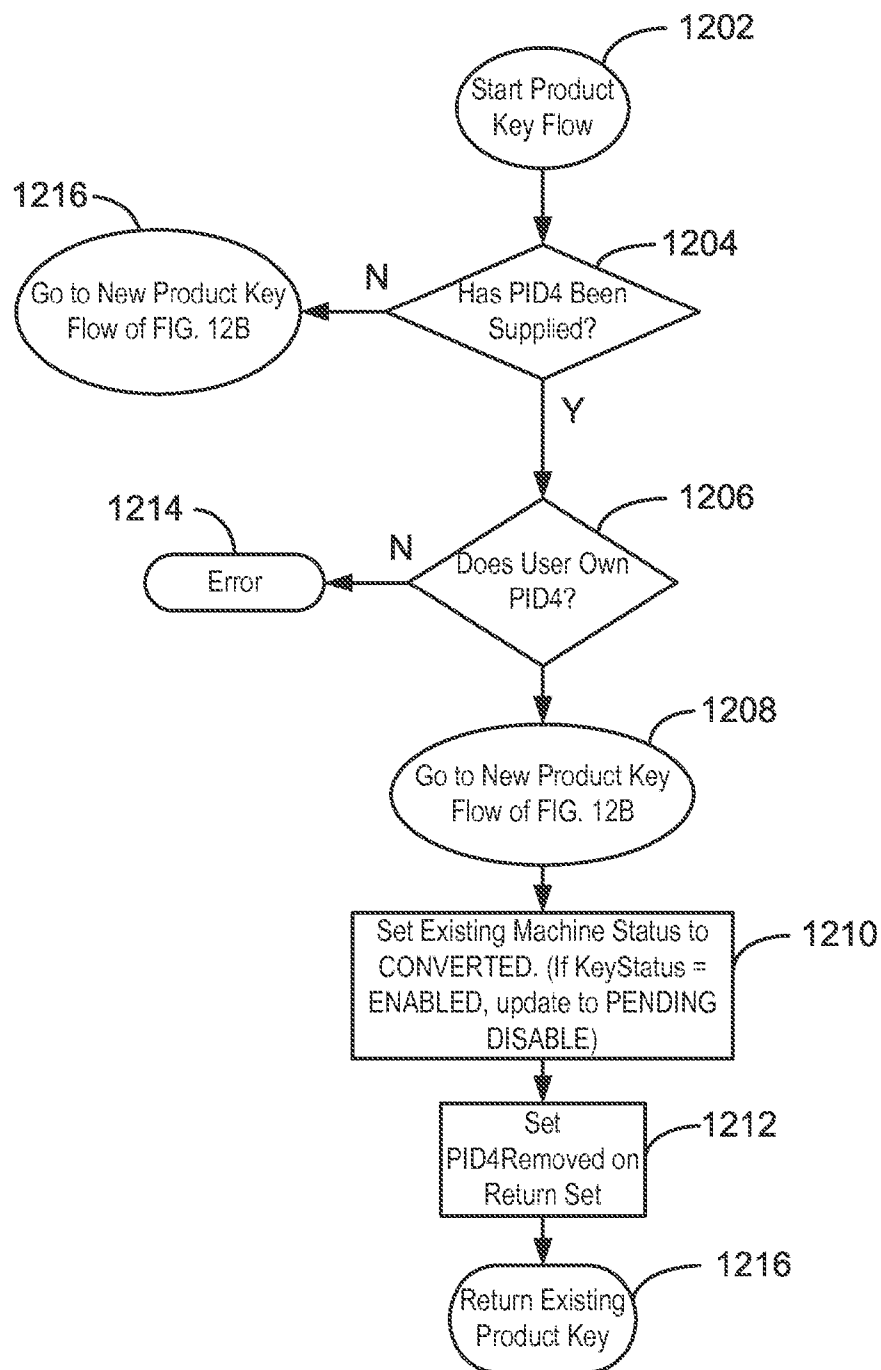 1202
Start Product
Key Flow
1216
1204
N
Go to New Product Key
Flow of FIG. 12B
Has PID4 Been
Supplied?
Y
1206
1214
N
Does User Own
PID4?
Error
1208
Go to New Product Key
Flow of FIG. 12B
1210
Set Existing Machine Status to
CONVERTED. (If KeyStatus =
ENABLED, update to PENDING
DISABLE)
1212
Set
PID4Removed on
Return Set
1216
Return Existing
Product Key